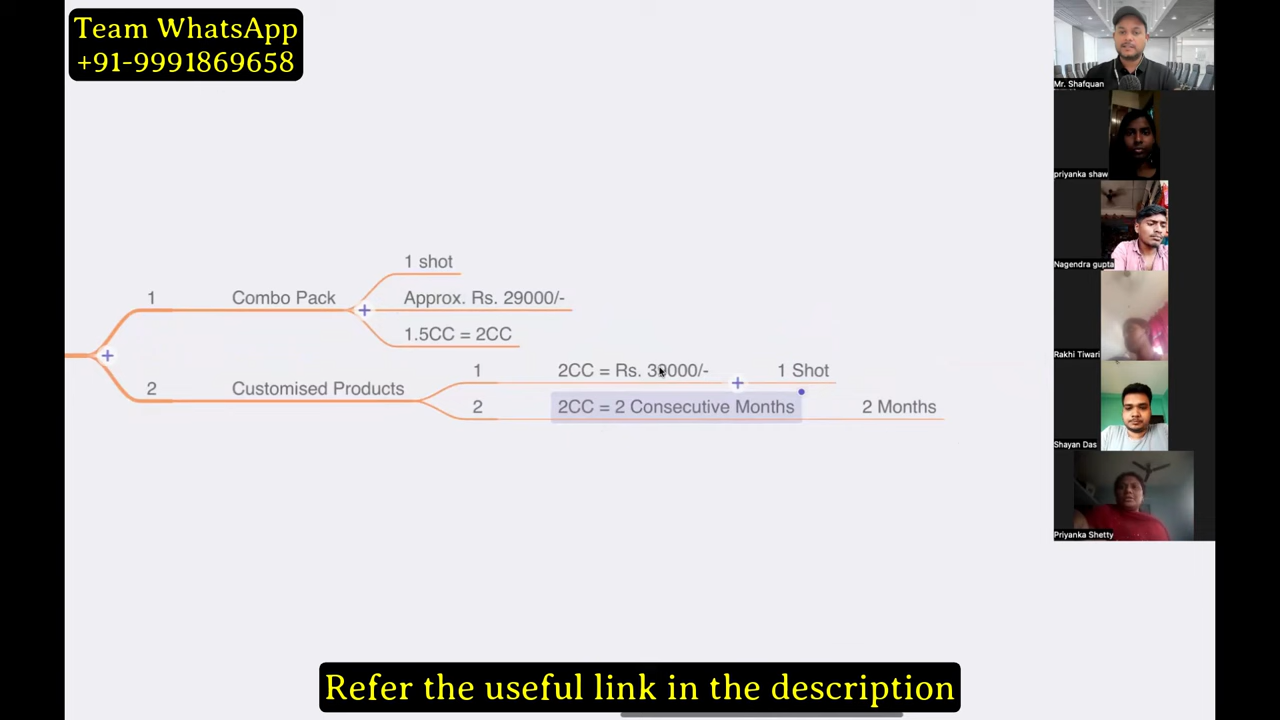 Team WhatsApp
+91-9991869658
Mr. Shafquan
priyanka shaw
Nagendra gupta
Rakhi Tiwari
Shayan Das
Priyanka Shetty
1 Combo Pack
1 shot
Approx. Rs. 29000/-
1.5CC = 2CC
2 Customised Products
1 2CC = Rs. 1 Shot
2 2CC = 2 Consecutive Months 2 Months
Refer the useful link in the description